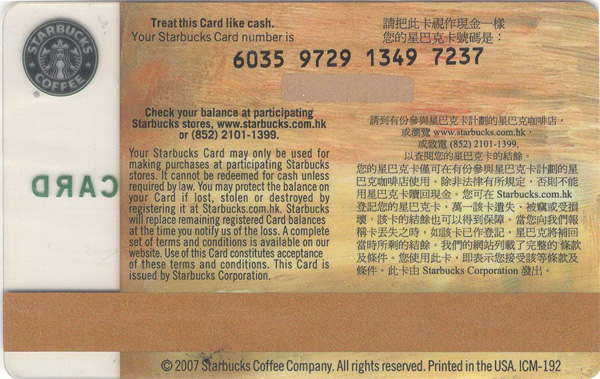 STARBUCKS
COFFEE
®
CARD
Treat this Card like cash.
Your Starbucks Card number is
請把此卡視作現金一樣
您的星巴克卡號碼是：
6035 9729 1349 7237
Check your balance at participating
Starbucks stores, www.starbucks.com.hk
or (852) 2101-1399.
Your Starbucks Card may only be used for
making purchases at participating Starbucks
stores. It cannot be redeemed for cash unless
required by law. You may protect the balance on
your Card if lost, stolen or destroyed by
registering it at Starbucks.com.hk. Starbucks
will replace remaining registered Card balances
at the time you notify us of the loss. A complete
set of terms and conditions is available on our
website. Use of this Card constitutes acceptance
of these terms and conditions. This Card is
issued by Starbucks Corporation.
請到有份參與星巴克卡計劃的星巴克咖啡店，
或瀏覽 www.starbucks.com.hk，
或致電 (852) 2101-1399，
以查閱您的星巴克卡的結餘。
您的星巴克卡僅可在有份參與星巴克卡計劃的星
巴克咖啡店使用。除非法律有所規定，否則不能
用星巴克卡贖回現金。您可在 Starbucks.com.hk
登記您的星巴克卡，萬一該卡遺失、被竊或受損
壞，該卡的結餘也可以得到保障。當您向我們報
稱卡丟失之時，如該卡已作登記，星巴克將補回
當時所剩的結餘。我們的網站列載了完整的 條款
及條件。您使用此卡，即表示您接受該等條款及
條件。此卡由 Starbucks Corporation 發出。
© 2007 Starbucks Coffee Company. All rights reserved. Printed in the USA. ICM-192